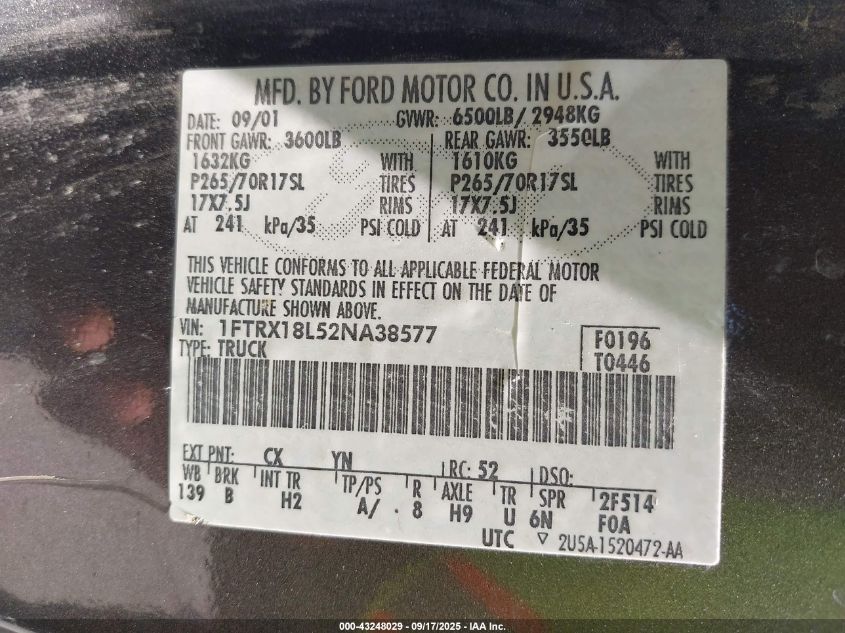 MFD. BY FORD MOTOR CO. IN U.S.A.
DATE: 09/01 GVWR: 6500LB/ 2948KG
FRONT GAWR: 3600LB REAR GAWR: 3550LB
1632KG WITH 1610KG WITH
P265/70R17SL TIRES P265/70R17SL TIRES
17X7.5J RIMS 17X7.5J RIMS
AT 241 kPa/35 PSI COLD AT 241 kPa/35 PSI COLD
THIS VEHICLE CONFORMS TO ALL APPLICABLE FEDERAL MOTOR
VEHICLE SAFETY STANDARDS IN EFFECT ON THE DATE OF
MANUFACTURE SHOWN ABOVE.
VIN: 1FTRX18L52NA38577 F0196
TYPE: TRUCK T0446
EXT PNT: CX YN RC: 52 DSO:
WB BRK INT TR TP/PS R AXLE TR SPR 2F514
139 B H2 A/ . 8 H9 U 6N F0A
UTC ▽ 2U5A-1520472-AA
000-43248029 - 09/17/2025 - IAA Inc.